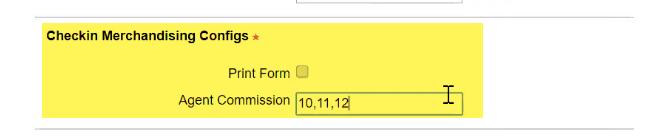 Checkin Merchandising Configs *
Print Form
Agent Commission 10,11,12